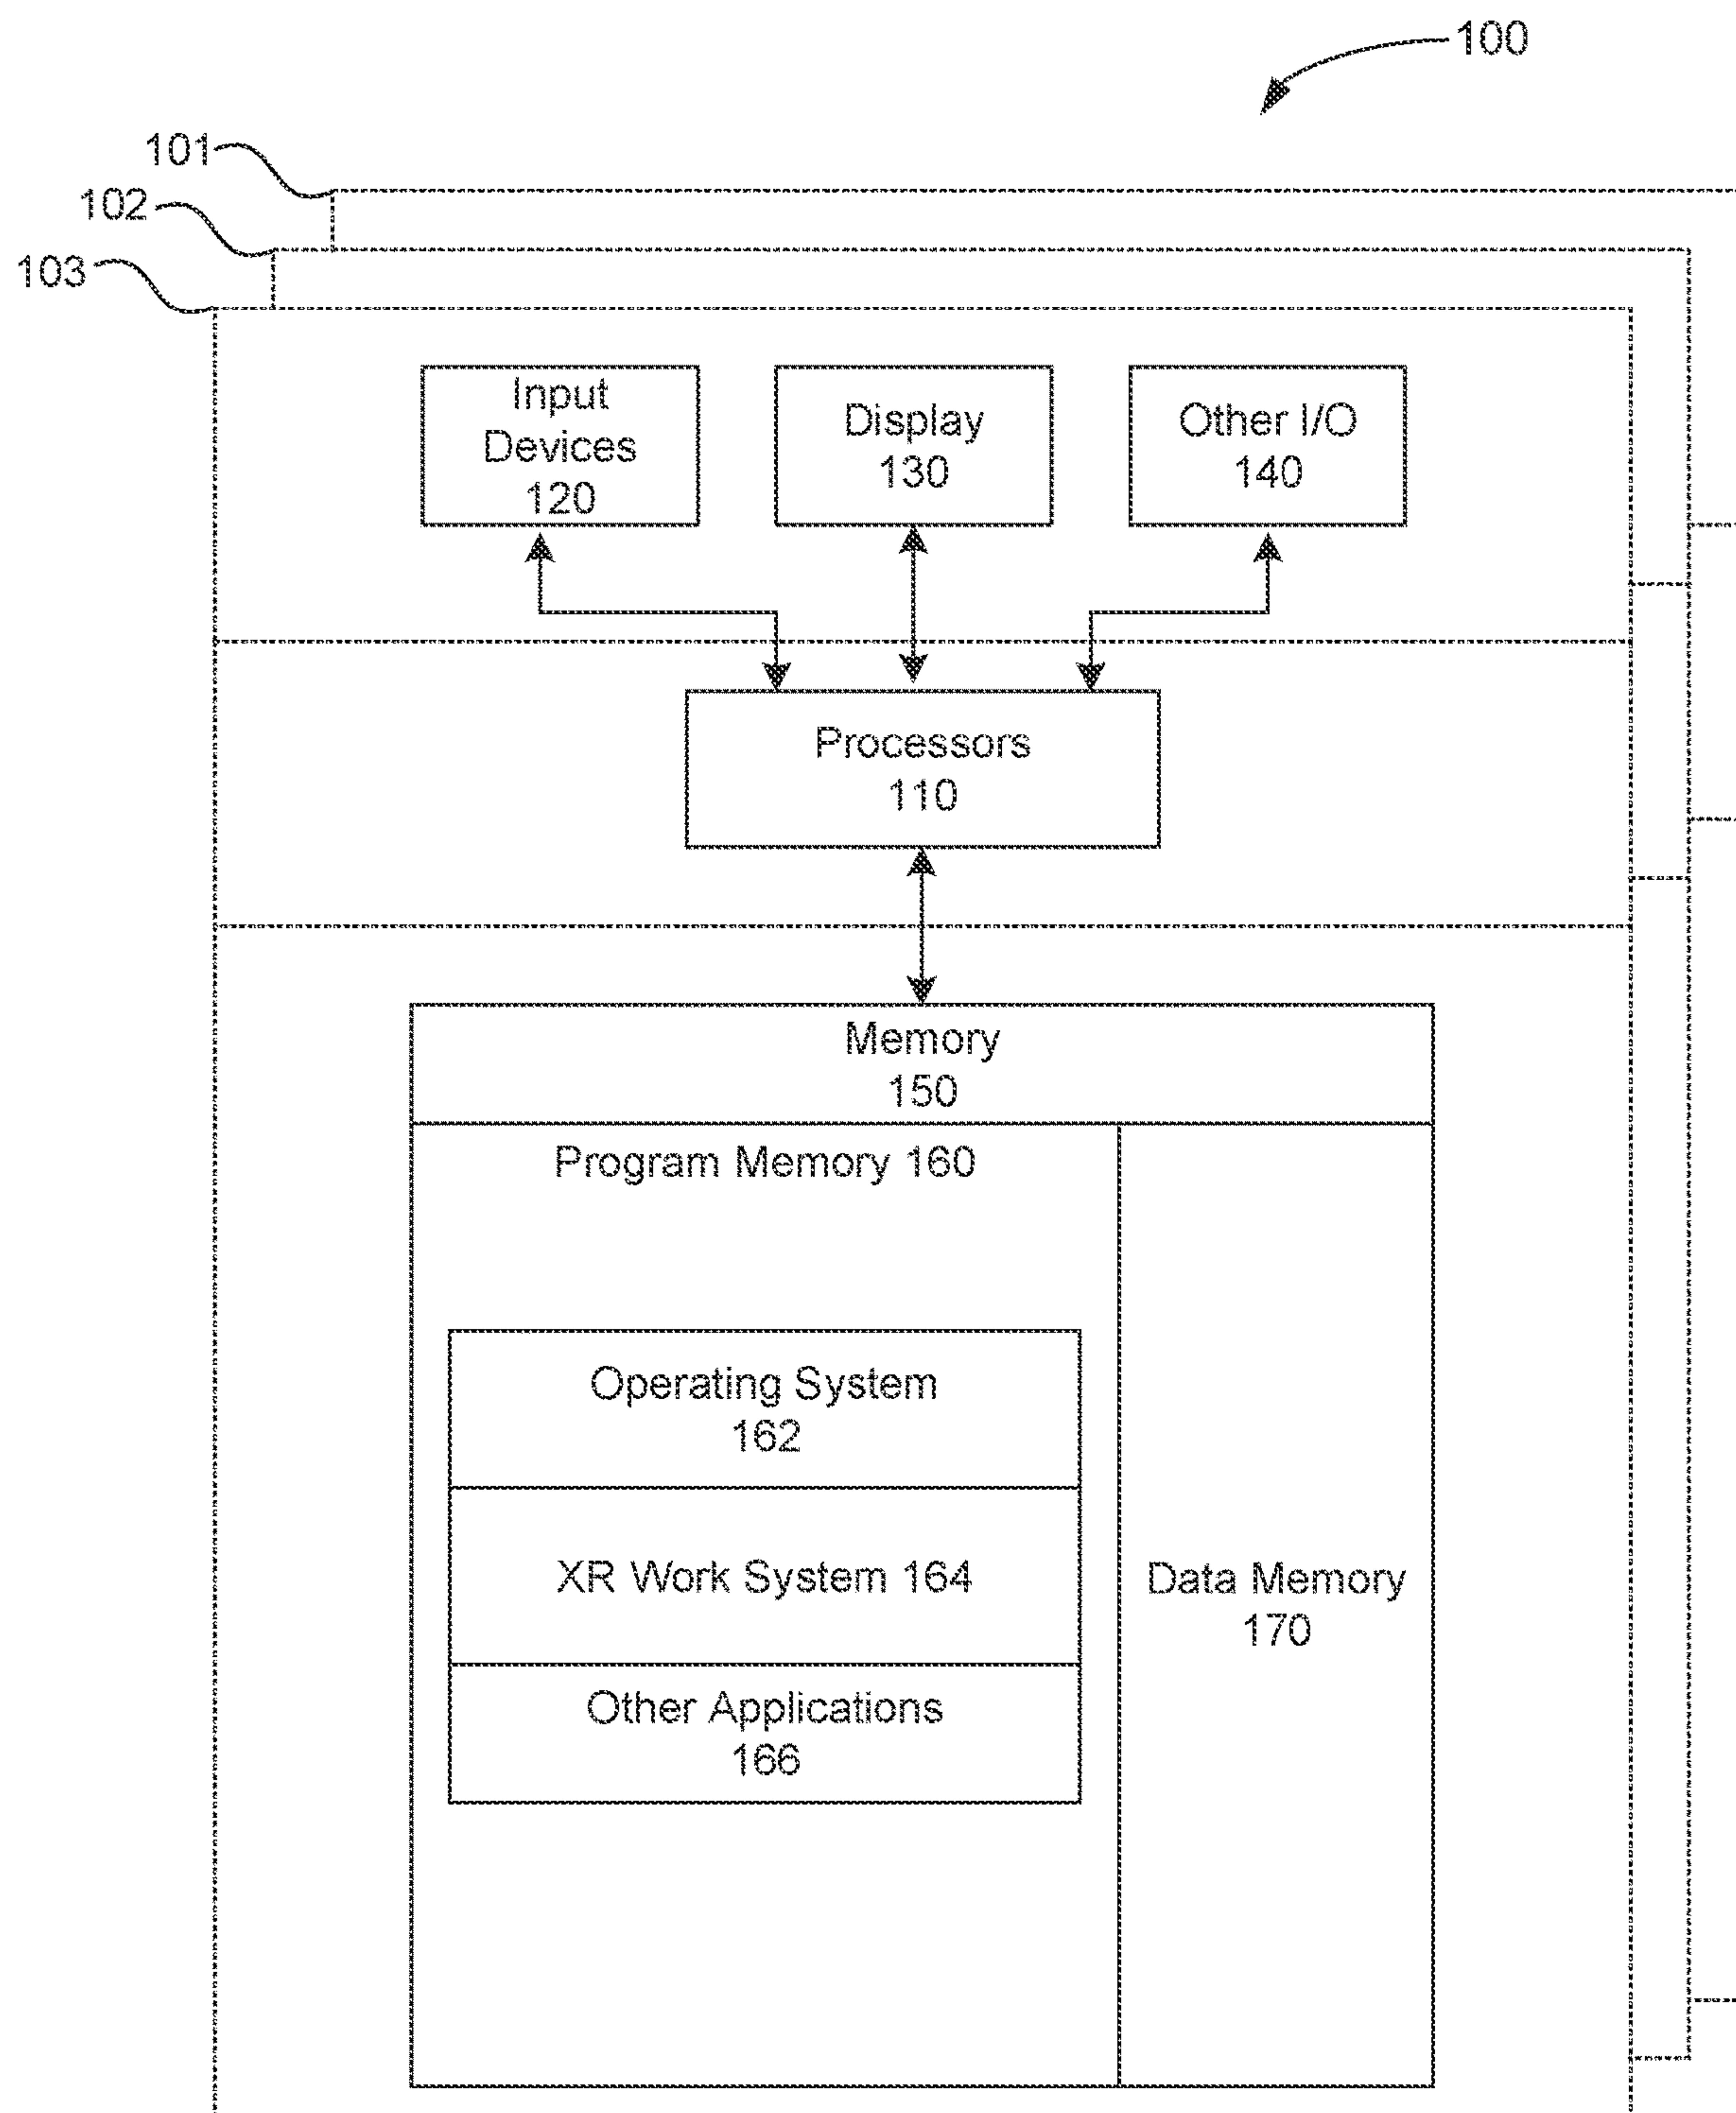 100
101
102
103
Input
Devices
120
Display
130
Other I/O
140
Processors
110
Memory
150
Program Memory 160
Operating System
162
XR Work System 164
Other Applications
166
Data Memory
170